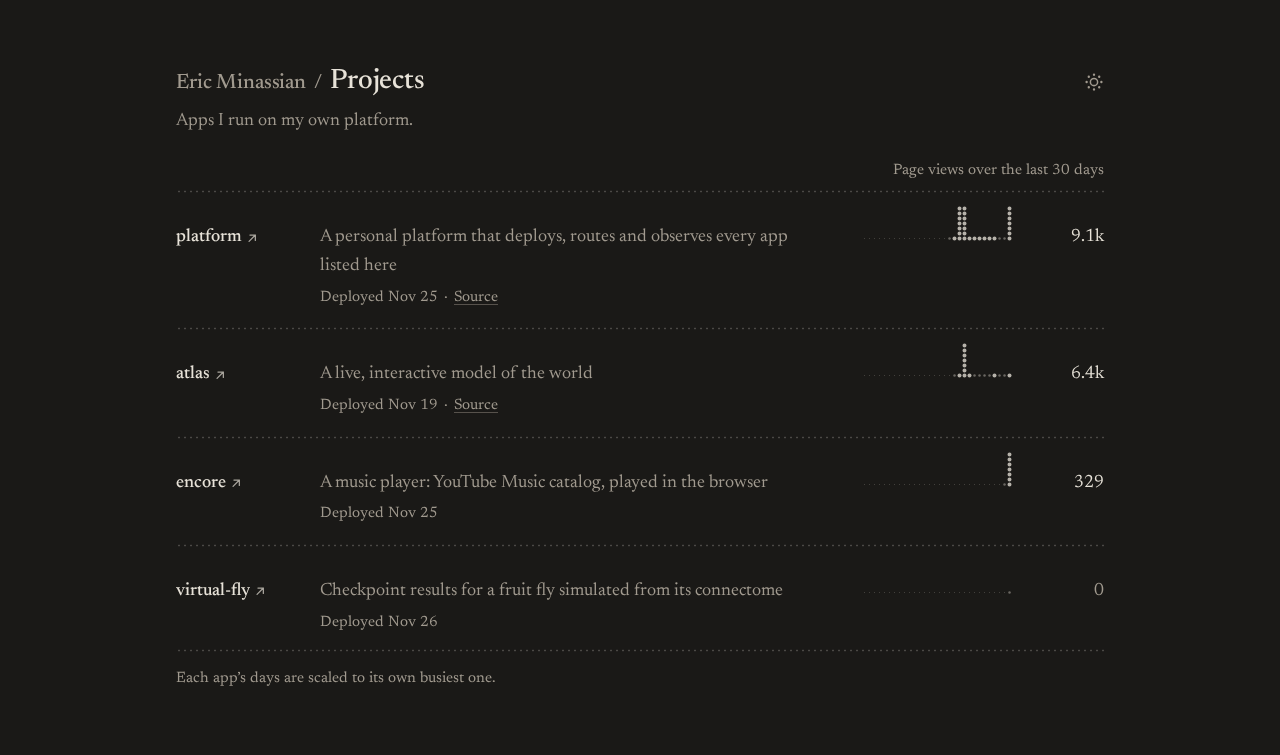 Eric Minassian / Projects
Apps I run on my own platform.
Page views over the last 30 days
platform ↗ A personal platform that deploys, routes and observes every app 9.1k
listed here
Deployed Nov 25 · Source
atlas ↗ A live, interactive model of the world 6.4k
Deployed Nov 19 · Source
encore ↗ A music player: YouTube Music catalog, played in the browser 329
Deployed Nov 25
virtual-fly ↗ Checkpoint results for a fruit fly simulated from its connectome 0
Deployed Nov 26
Each app’s days are scaled to its own busiest one.